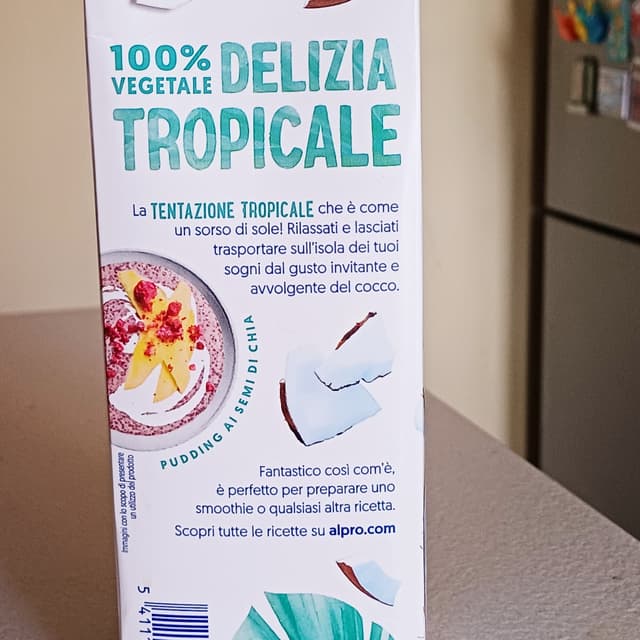 100%
VEGETALE
DELIZIA
TROPICALE
La TENTAZIONE TROPICALE che è come
un sorso di sole! Rilassati e lasciati
trasportare sull'isola dei tuoi
sogni dal gusto invitante e
avvolgente del cocco.
PUDDING AI SEMI DI CHIA
Immagini con lo scopo di presentare
un utilizzo del prodotto
Fantastico così com'è,
è perfetto per preparare uno
smoothie o qualsiasi altra ricetta.
Scopri tutte le ricette su alpro.com
5 411